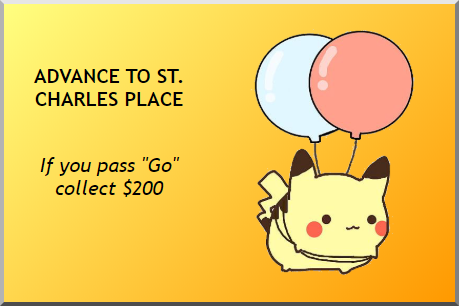 ADVANCE TO ST.
CHARLES PLACE
If you pass "Go"
collect $200